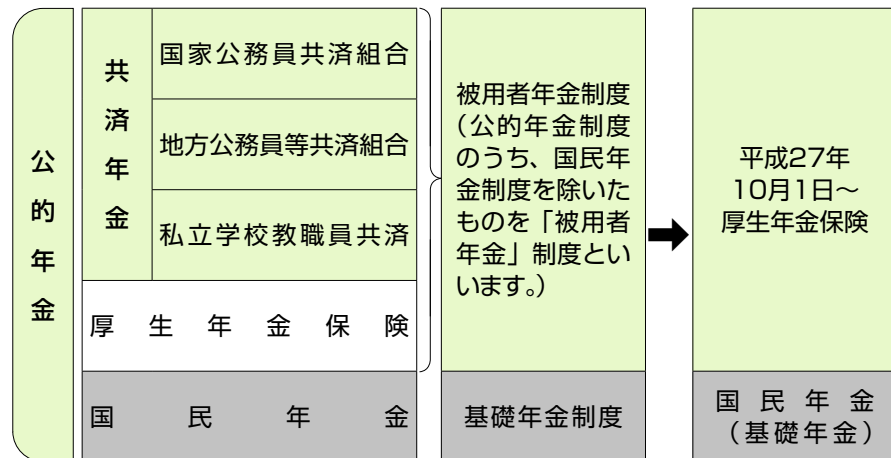 公的年金
共済年金
国家公務員共済組合
地方公務員等共済組合
私立学校教職員共済
厚生年金保険
国民年金
被用者年金制度
（公的年金制度
のうち、国民年
金制度を除いた
ものを「被用者
年金」制度とい
います。）
基礎年金制度
平成27年
10月1日～
厚生年金保険
国民年金
（基礎年金）